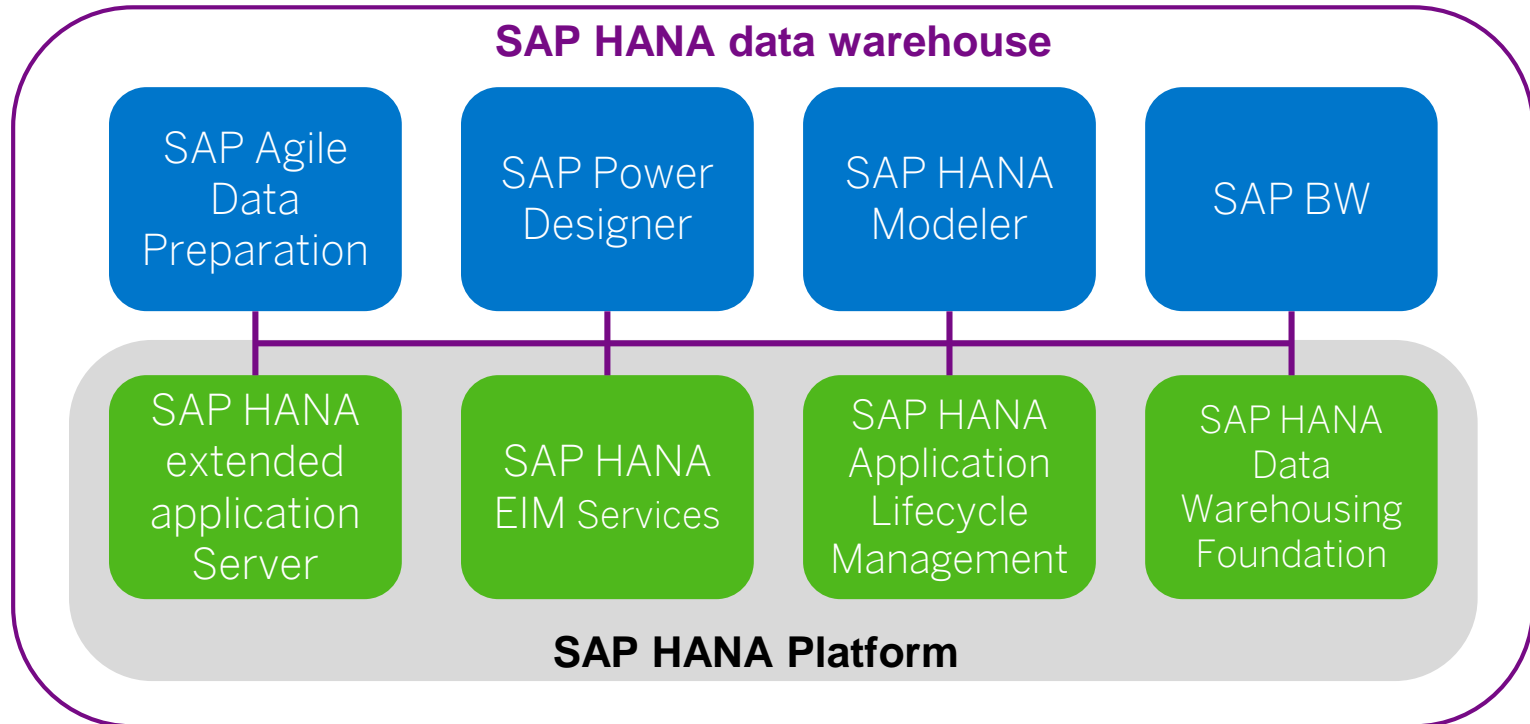 SAP HANA data warehouse
SAP Agile
Data
Preparation
SAP Power
Designer
SAP HANA
Modeler
SAP BW
SAP HANA
extended
application
Server
SAP HANA
EIM Services
SAP HANA
Application
Lifecycle
Management
SAP HANA
Data
Warehousing
Foundation
SAP HANA Platform